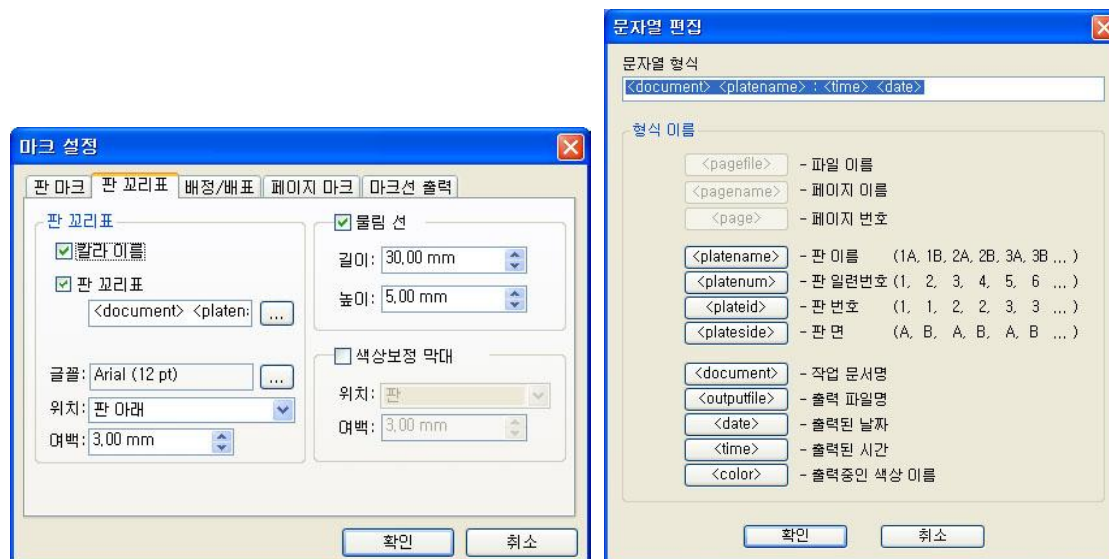 마크 설정
판 마크 판 꼬리표 배정/배표 페이지 마크 마크선 출력
판 꼬리표
칼라 이름
판 꼬리표
<document> <platen:
...
글꼴: Arial (12 pt)
...
위치: 판 아래
여백: 3,00 mm
물림 선
길이: 30,00 mm
높이: 5,00 mm
색상보정 막대
위치: 판
여백: 3,00 mm
확인 취소
문자열 편집
문자열 형식
<document> <platename> : <time> <date>
형식 이름
<pagefile> - 파일 이름
<pagename> - 페이지 이름
<page> - 페이지 번호
<platename> - 판 이름 (1A, 1B, 2A, 2B, 3A, 3B ... )
<platenum> - 판 일련번호 (1, 2, 3, 4, 5, 6 ... )
<plateid> - 판 번호 (1, 1, 2, 2, 3, 3 ... )
<plateside> - 판 면 (A, B, A, B, A, B ... )
<document> - 작업 문서명
<outputfile> - 출력 파일명
<date> - 출력된 날짜
<time> - 출력된 시간
<color> - 출력중인 색상 이름
확인 취소